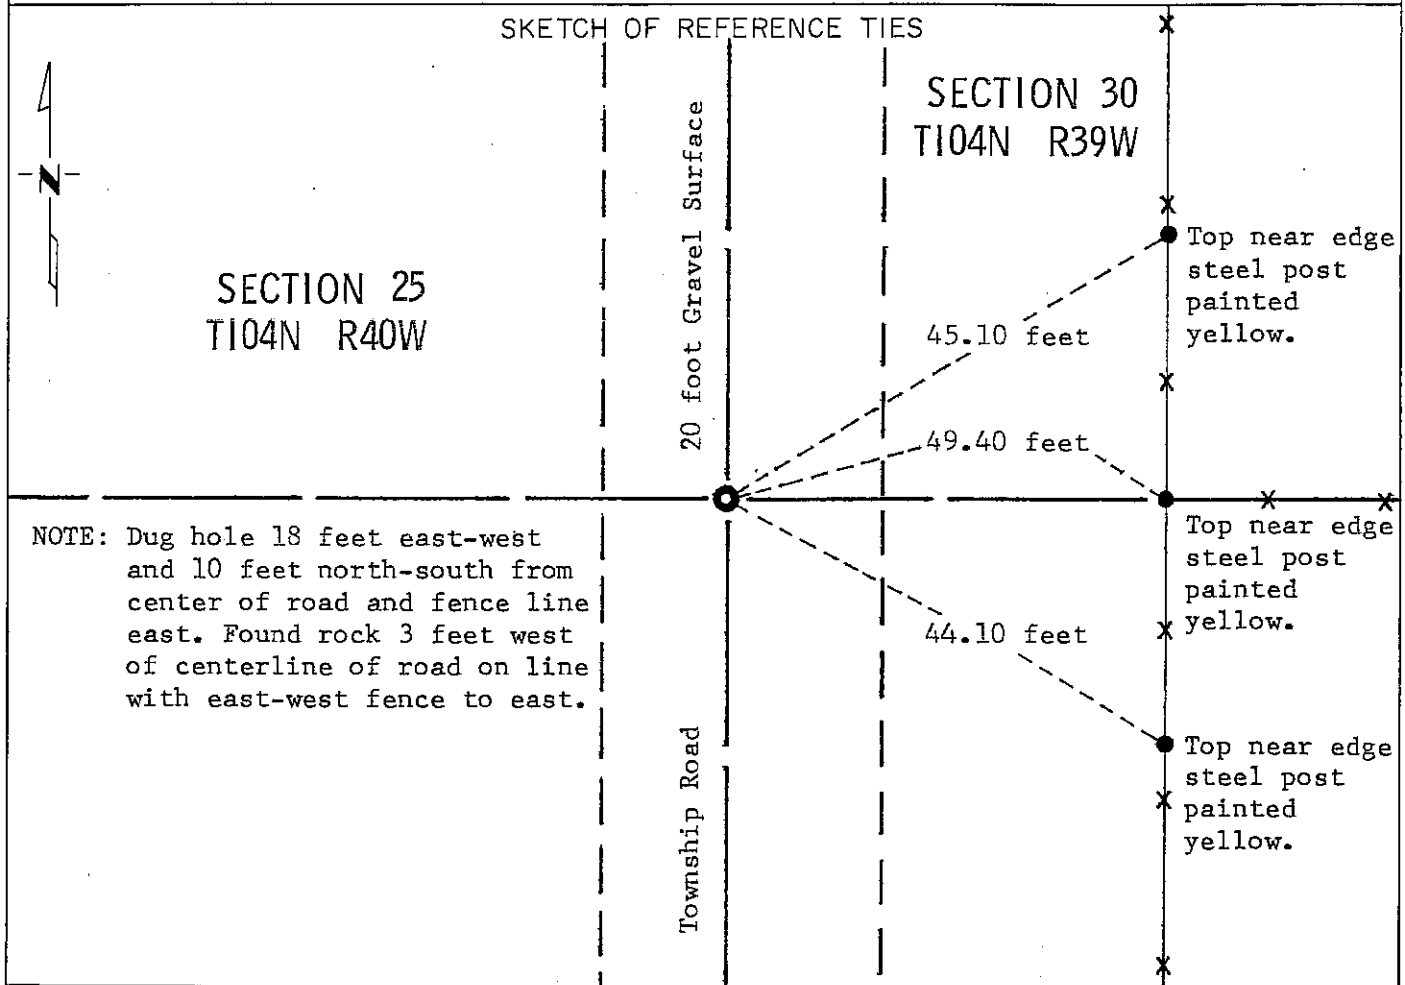 SKETCH OF REFERENCE TIES
N
SECTION 30
T104N R39W
20 foot Gravel Surface
Top near edge
steel post
painted
yellow.
SECTION 25
T104N R40W
45.10 feet
49.40 feet
NOTE: Dug hole 18 feet east-west
and 10 feet north-south from
center of road and fence line
east. Found rock 3 feet west
of centerline of road on line
with east-west fence to east.
Top near edge
steel post
painted
yellow.
44.10 feet
Township Road
Top near edge
steel post
painted
yellow.